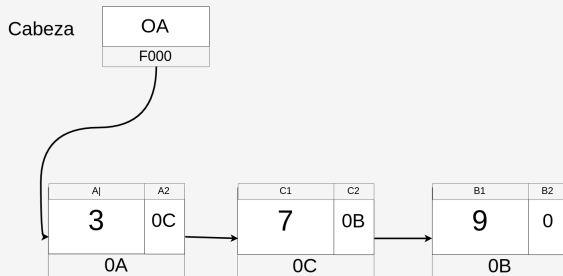 Cabeza
OA
F000
A| A2 C1 C2 B1 B2
3 0C 7 0B 9 0
0A 0C 0B